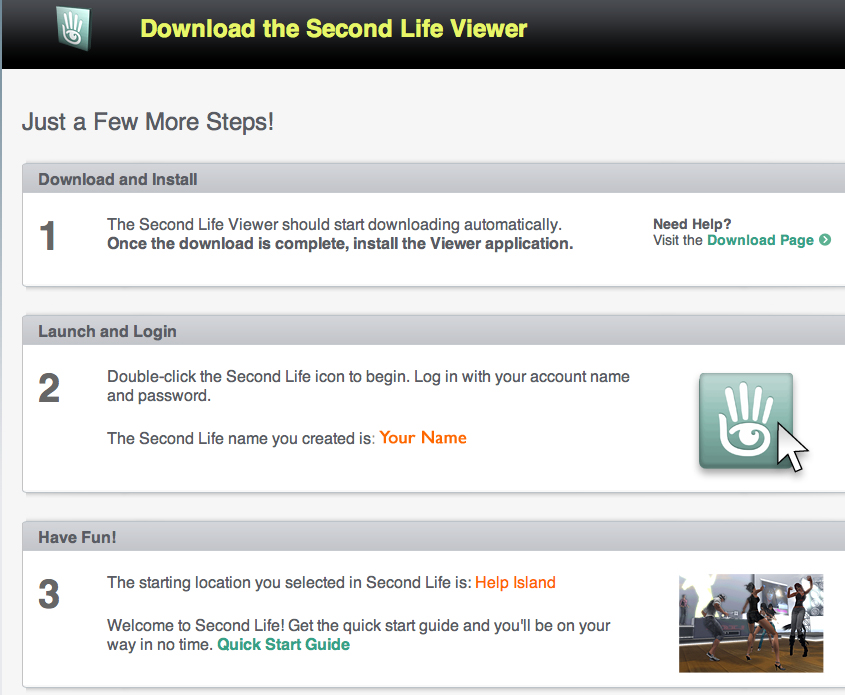 Download the Second Life Viewer
Just a Few More Steps!
Download and Install
1
The Second Life Viewer should start downloading automatically.
Once the download is complete, install the Viewer application.
Need Help?
Visit the Download Page
Launch and Login
2
Double-click the Second Life icon to begin. Log in with your account name
and password.
The Second Life name you created is: Your Name
Have Fun!
3
The starting location you selected in Second Life is: Help Island
Welcome to Second Life! Get the quick start guide and you'll be on your
way in no time. Quick Start Guide